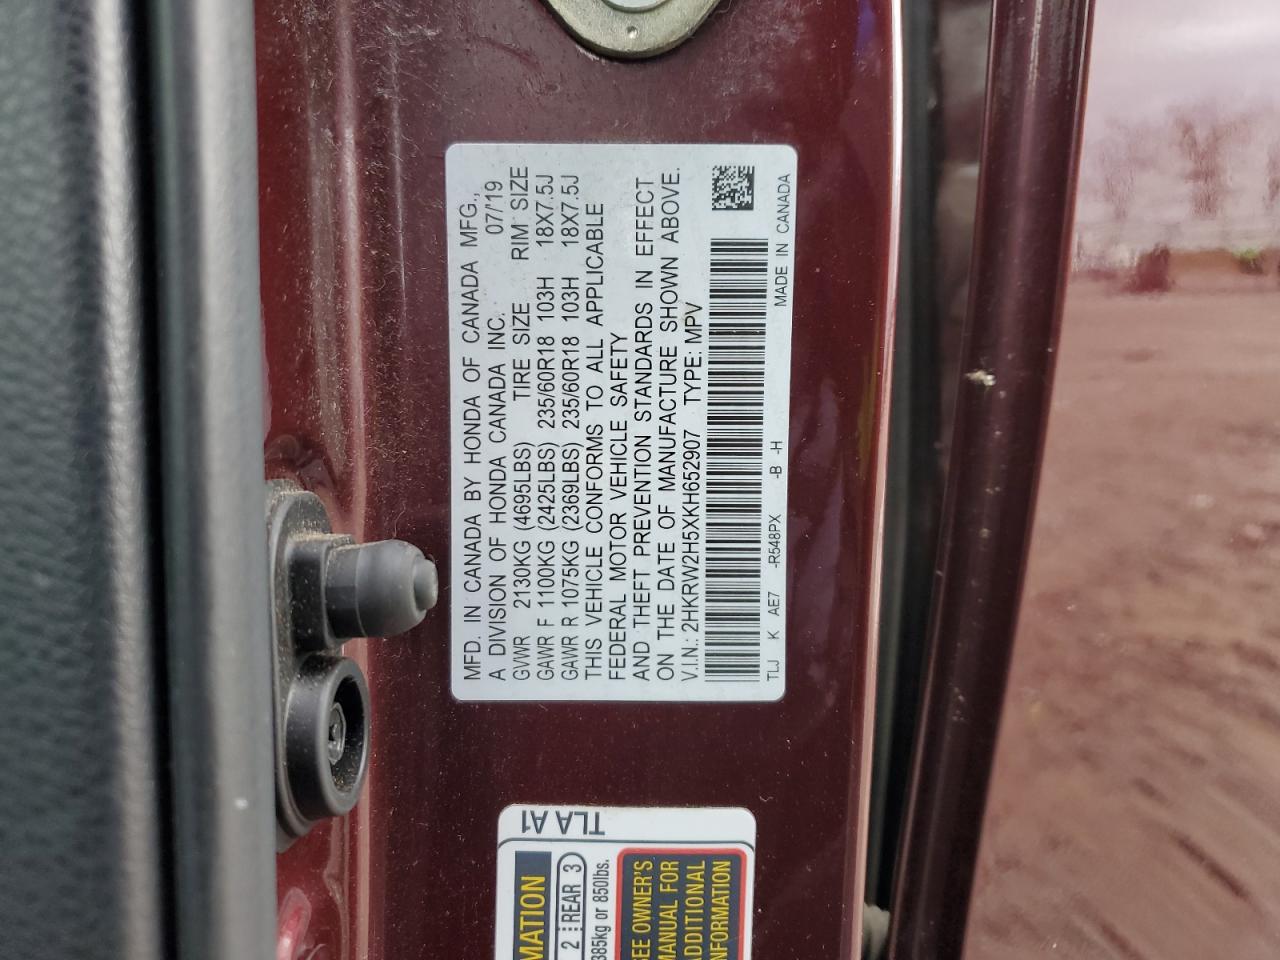 MFD. IN CANADA BY HONDA OF CANADA MFG.,
A DIVISION OF HONDA CANADA INC. 07/19
GVWR 2130KG (4695LBS) TIRE SIZE RIM SIZE
GAWR F 1100KG (2425LBS) 235/60R18 103H 18X7.5J
GAWR R 1075KG (2369LBS) 235/60R18 103H 18X7.5J
THIS VEHICLE CONFORMS TO ALL APPLICABLE
FEDERAL MOTOR VEHICLE SAFETY
AND THEFT PREVENTION STANDARDS IN EFFECT
ON THE DATE OF MANUFACTURE SHOWN ABOVE.
V.I.N.: 2HKRW2H5XKH652907 TYPE: MPV
TLJ K AE7 -R548PX -B -H MADE IN CANADA
TLA A1
MATION
2 REAR 3
385kg or 850lbs.
SEE OWNER'S
MANUAL FOR
ADDITIONAL
INFORMATION